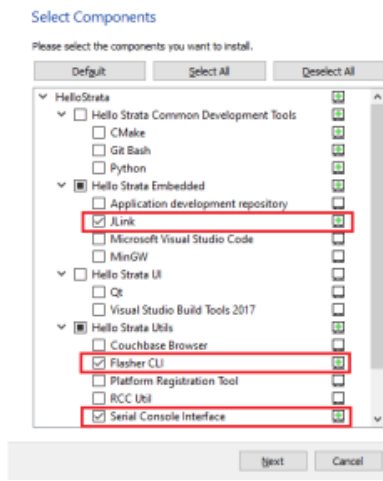 Select Components
Please select the components you want to install.
Default Select All Deselect All
HelloStrata
Hello Strata Common Development Tools
CMake
Git Bash
Python
Hello Strata Embedded
Application development repository
JLink
Microsoft Visual Studio Code
MinGW
Hello Strata UI
Qt
Visual Studio Build Tools 2017
Hello Strata Utils
Couchbase Browser
Flasher CLI
Platform Registration Tool
RCC Util
Serial Console Interface
Next Cancel